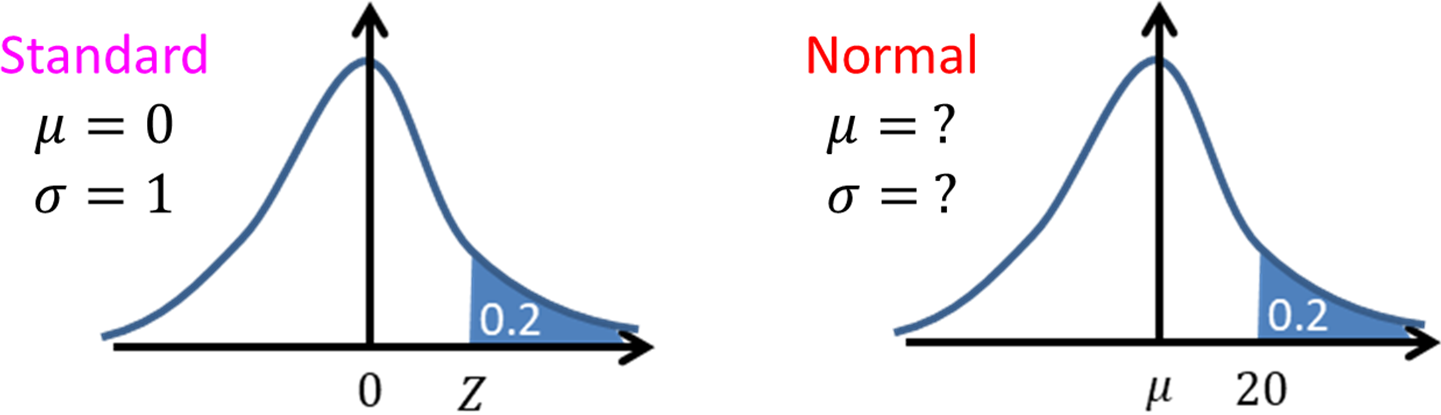 Standard
μ = 0
σ = 1
0.2
0 Z
Normal
μ = ?
σ = ?
0.2
μ 20